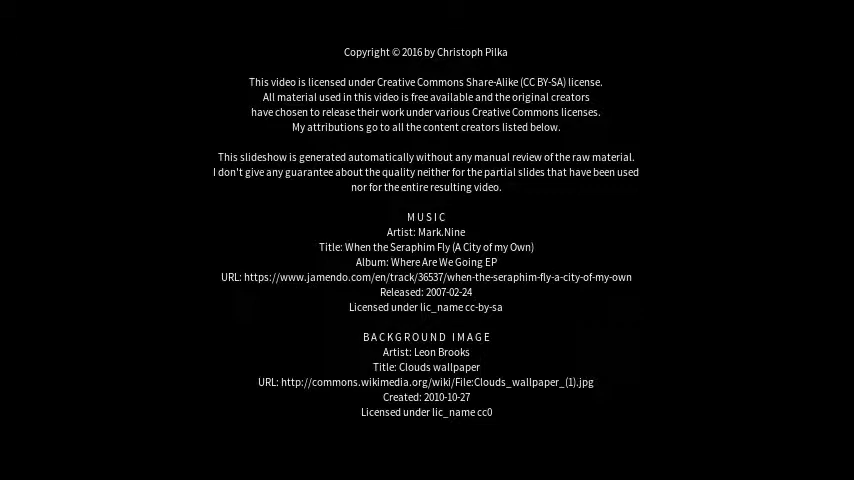 Copyright © 2016 by Christoph Pilka
This video is licensed under Creative Commons Share-Alike (CC BY-SA) license.
All material used in this video is free available and the original creators
have chosen to release their work under various Creative Commons licenses.
My attributions go to all the content creators listed below.
This slideshow is generated automatically without any manual review of the raw material.
I don't give any guarantee about the quality neither for the partial slides that have been used
nor for the entire resulting video.
M U S I C
Artist: Mark.Nine
Title: When the Seraphim Fly (A City of my Own)
Album: Where Are We Going EP
URL: https://www.jamendo.com/en/track/36537/when-the-seraphim-fly-a-city-of-my-own
Released: 2007-02-24
Licensed under lic_name cc-by-sa
B A C K G R O U N D   I M A G E
Artist: Leon Brooks
Title: Clouds wallpaper
URL: http://commons.wikimedia.org/wiki/File:Clouds_wallpaper_(1).jpg
Created: 2010-10-27
Licensed under lic_name cc0